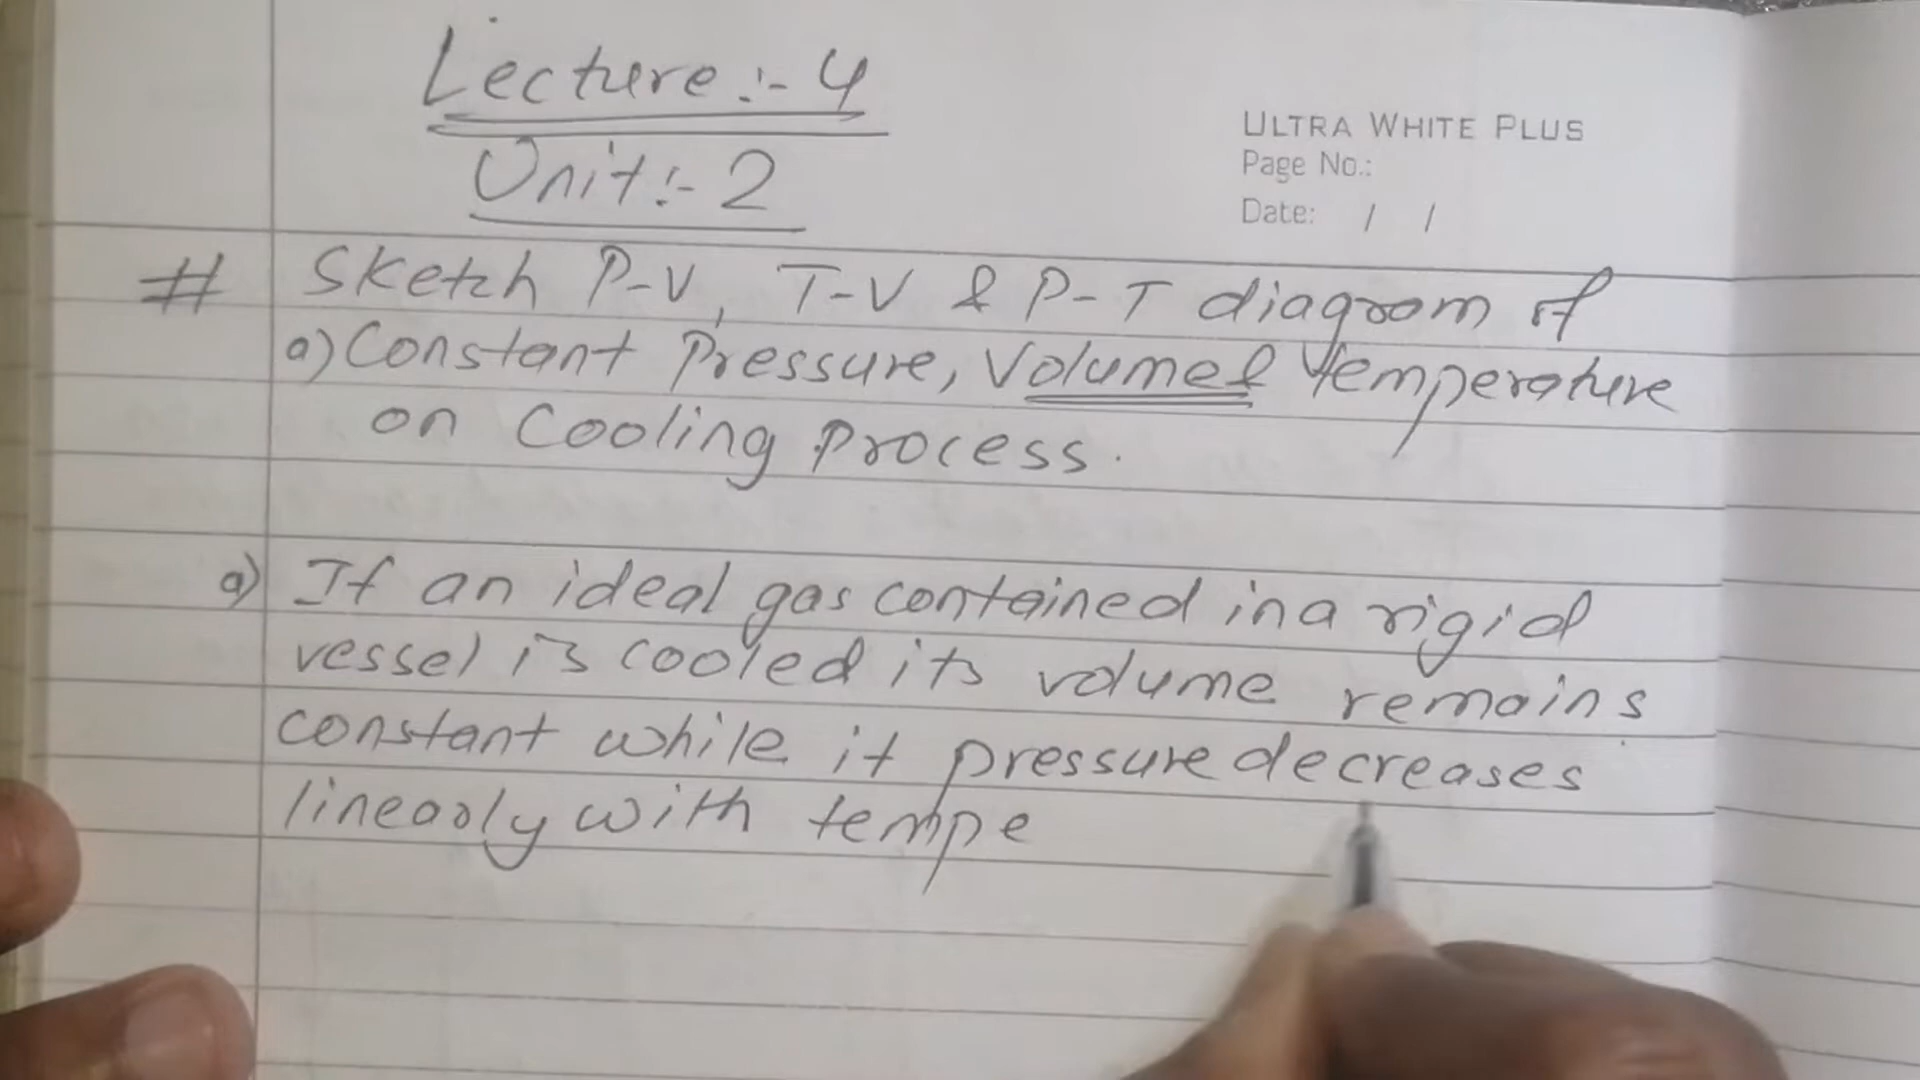 Lecture :- 4
Unit :- 2
ULTRA WHITE PLUS
Page No.:
Date: / /
# Sketch P-V, T-V & P-T diagram of
a) Constant Pressure, Volume & temperature
on Cooling Process.
a) If an ideal gas contained in a rigid
vessel is cooled its volume remains
constant while it pressure decreases
linearly with tempe